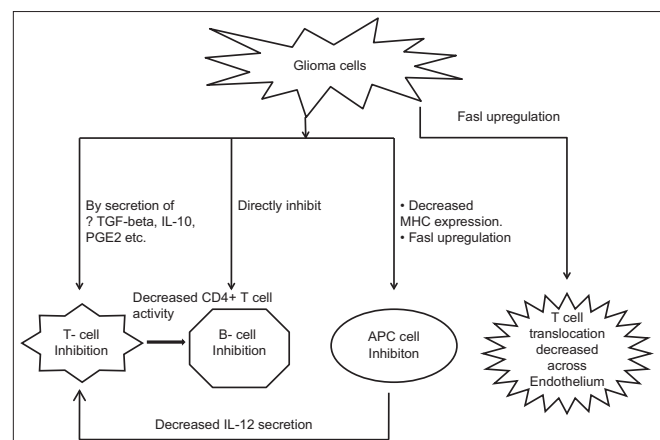 Glioma cells
Fasl upregulation
By secretion of
? TGF-beta, IL-10,
PGE2 etc.
Directly inhibit
• Decreased
MHC expression.
• Fasl upregulation
Decreased CD4+ T cell
activity
T- cell
Inhibition
B- cell
Inhibition
APC cell
Inhibiton
T cell
translocation
decreased
across
Endothelium
Decreased IL-12 secretion